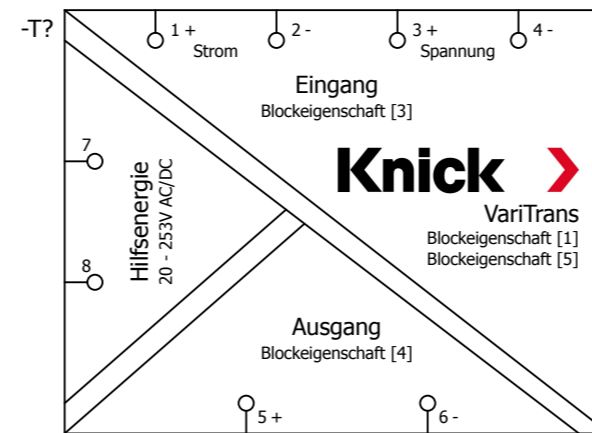 -T?
1 + 2 - 3 + 4 -
Strom Spannung
Eingang
Blockeigenschaft [3]
Knick
VariTrans
Blockeigenschaft [1]
Blockeigenschaft [5]
7
8
Hilfsenergie
20 - 253V AC/DC
Ausgang
Blockeigenschaft [4]
5 + 6 -